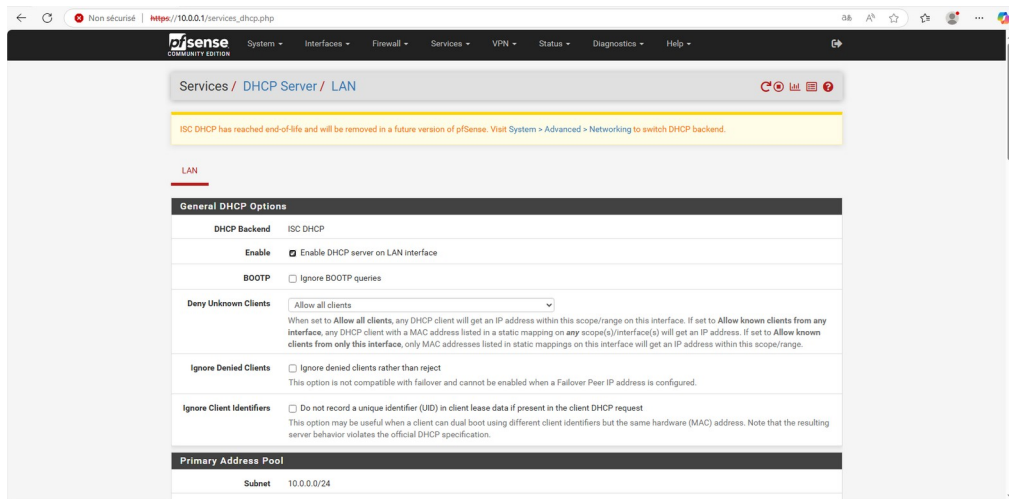 Non sécurisé
https://10.0.0.1/services_dhcp.php
pfsense
COMMUNITY EDITION
System
Interfaces
Firewall
Services
VPN
Status
Diagnostics
Help
Services / DHCP Server / LAN
ISC DHCP has reached end-of-life and will be removed in a future version of pfSense. Visit System > Advanced > Networking to switch DHCP backend.
LAN
General DHCP Options
DHCP Backend ISC DHCP
Enable Enable DHCP server on LAN interface
BOOTP Ignore BOOTP queries
Deny Unknown Clients Allow all clients
When set to Allow all clients, any DHCP client will get an IP address within this scope/range on this interface. If set to Allow known clients from any
interface, any DHCP client with a MAC address listed in a static mapping on any scope(s)/interface(s) will get an IP address. If set to Allow known
clients from only this interface, only MAC addresses listed in static mappings on this interface will get an IP address within this scope/range.
Ignore Denied Clients Ignore denied clients rather than reject
This option is not compatible with failover and cannot be enabled when a Failover Peer IP address is configured.
Ignore Client Identifiers Do not record a unique identifier (UID) in client lease data if present in the client DHCP request
This option may be useful when a client can dual boot using different client identifiers but the same hardware (MAC) address. Note that the resulting
server behavior violates the official DHCP specification.
Primary Address Pool
Subnet 10.0.0.0/24